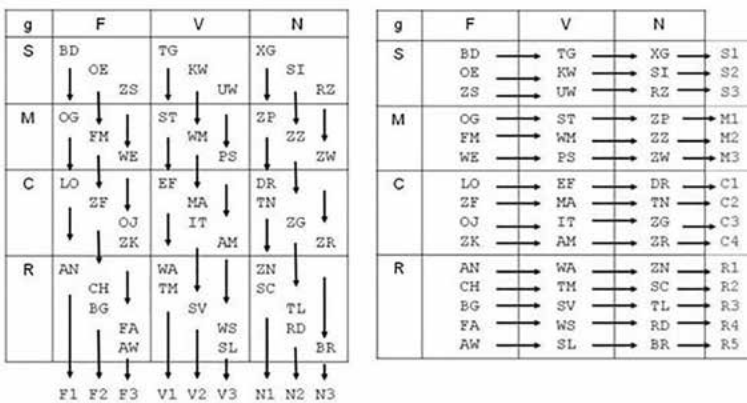 g F V N
S BD TG XG
OE KW SI
ZS UW RZ
M OG ST ZP
FM WM ZZ
WE PS ZW
C LO EF DR
ZF MA TN
OJ IT ZG
ZK AM ZR
R AN WA ZN
CH TM SC
BG SV TL
FA WS RD
AW SL BR
F1 F2 F3 V1 V2 V3 N1 N2 N3
g F V N
S BD TG XG S1
OE KW SI S2
ZS UW RZ S3
M OG ST ZP M1
FM WM ZZ M2
WE PS ZW M3
C LO EF DR C1
ZF MA TN C2
OJ IT ZG C3
ZK AM ZR C4
R AN WA ZN R1
CH TM SC R2
BG SV TL R3
FA WS RD R4
AW SL BR R5